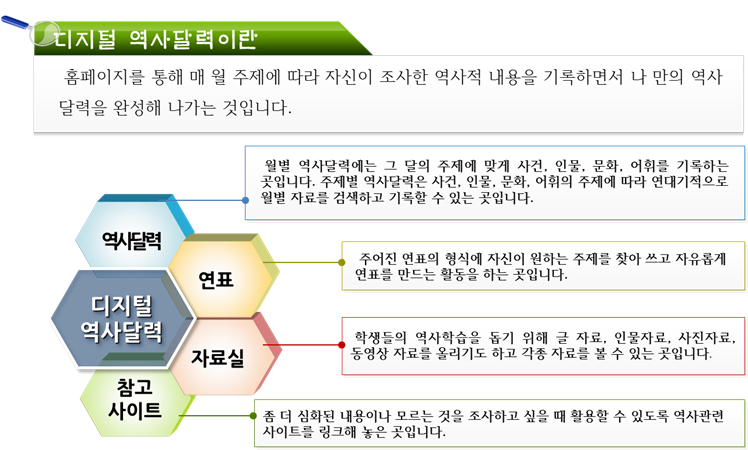 디지털 역사달력이란
홈페이지를 통해 매 월 주제에 따라 자신이 조사한 역사적 내용을 기록하면서 나 만의 역사
달력을 완성해 나가는 것입니다.
월별 역사달력에는 그 달의 주제에 맞게 사건, 인물, 문화, 어휘를 기록하는
곳입니다. 주제별 역사달력은 사건, 인물, 문화, 어휘의 주제에 따라 연대기적으로
월별 자료를 검색하고 기록할 수 있는 곳입니다.
역사달력
주어진 연표의 형식에 자신이 원하는 주제를 찾아 쓰고 자유롭게
연표를 만드는 활동을 하는 곳입니다.
연표
디지털
역사달력
학생들의 역사학습을 돕기 위해 글 자료, 인물자료, 사진자료,
동영상 자료를 올리기도 하고 각종 자료를 볼 수 있는 곳입니다.
자료실
참고
사이트
좀 더 심화된 내용이나 모르는 것을 조사하고 싶을 때 활용할 수 있도록 역사관련
사이트를 링크해 놓은 곳입니다.